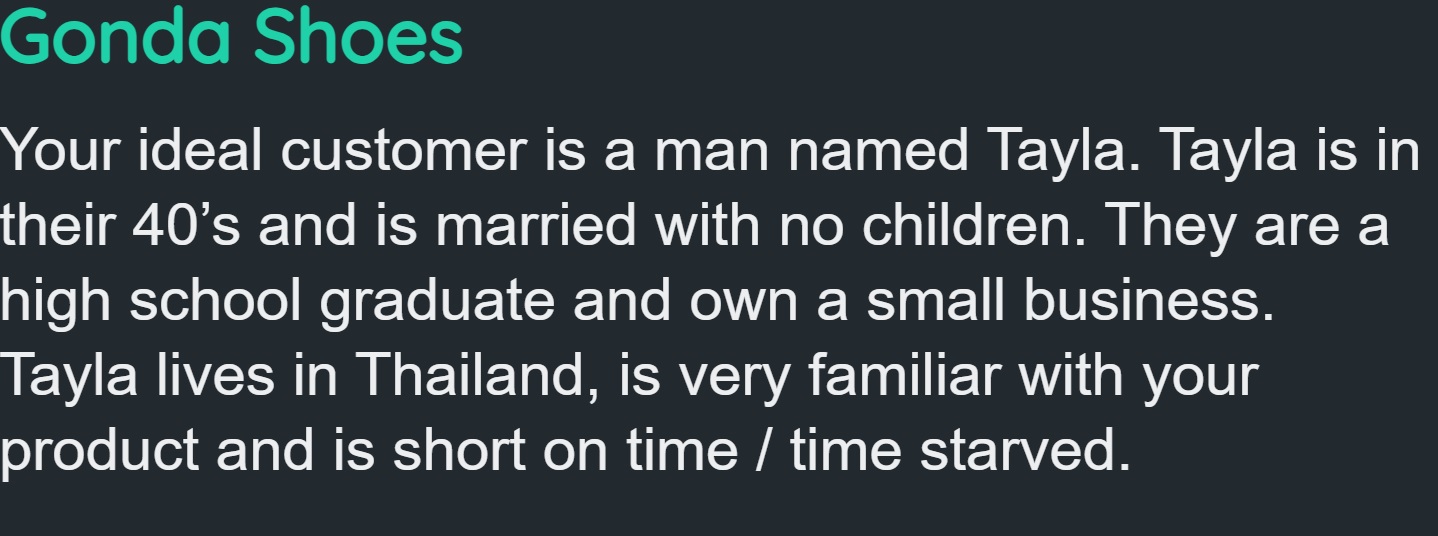 Gonda Shoes
Your ideal customer is a man named Tayla. Tayla is in
their 40’s and is married with no children. They are a
high school graduate and own a small business.
Tayla lives in Thailand, is very familiar with your
product and is short on time / time starved.